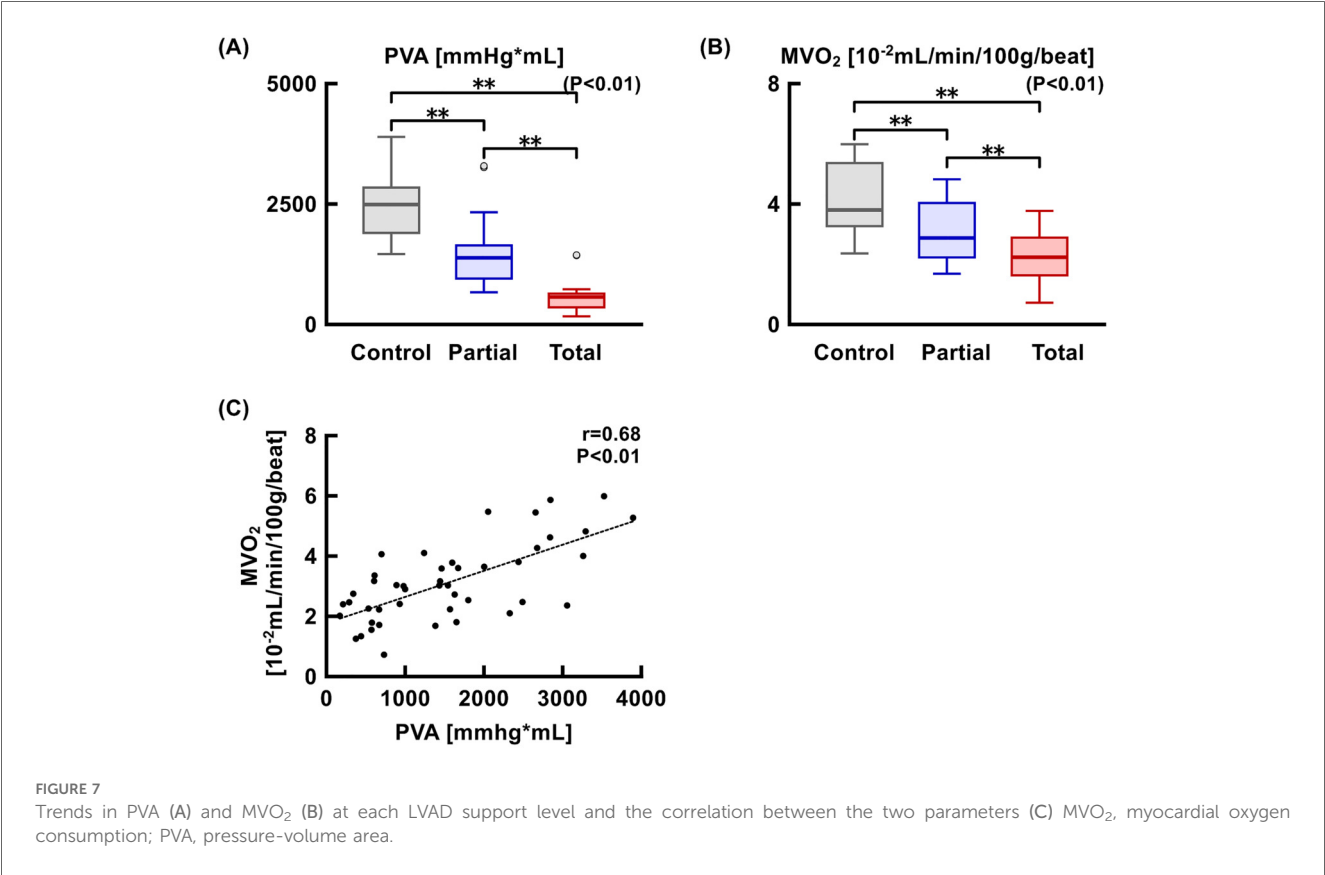 (A)
PVA [mmHg*mL]
(P<0.01)
5000
2500
0
**
**
**
Control Partial Total
(B)
MVO₂ [10⁻²mL/min/100g/beat]
(P<0.01)
8
4
0
**
**
**
Control Partial Total
(C)
r=0.68
P<0.01
MVO₂
[10⁻²mL/min/100g/beat]
8
6
4
2
0
0 1000 2000 3000 4000
PVA [mmhg*mL]
FIGURE 7
Trends in PVA (A) and MVO₂ (B) at each LVAD support level and the correlation between the two parameters (C) MVO₂, myocardial oxygen
consumption; PVA, pressure-volume area.